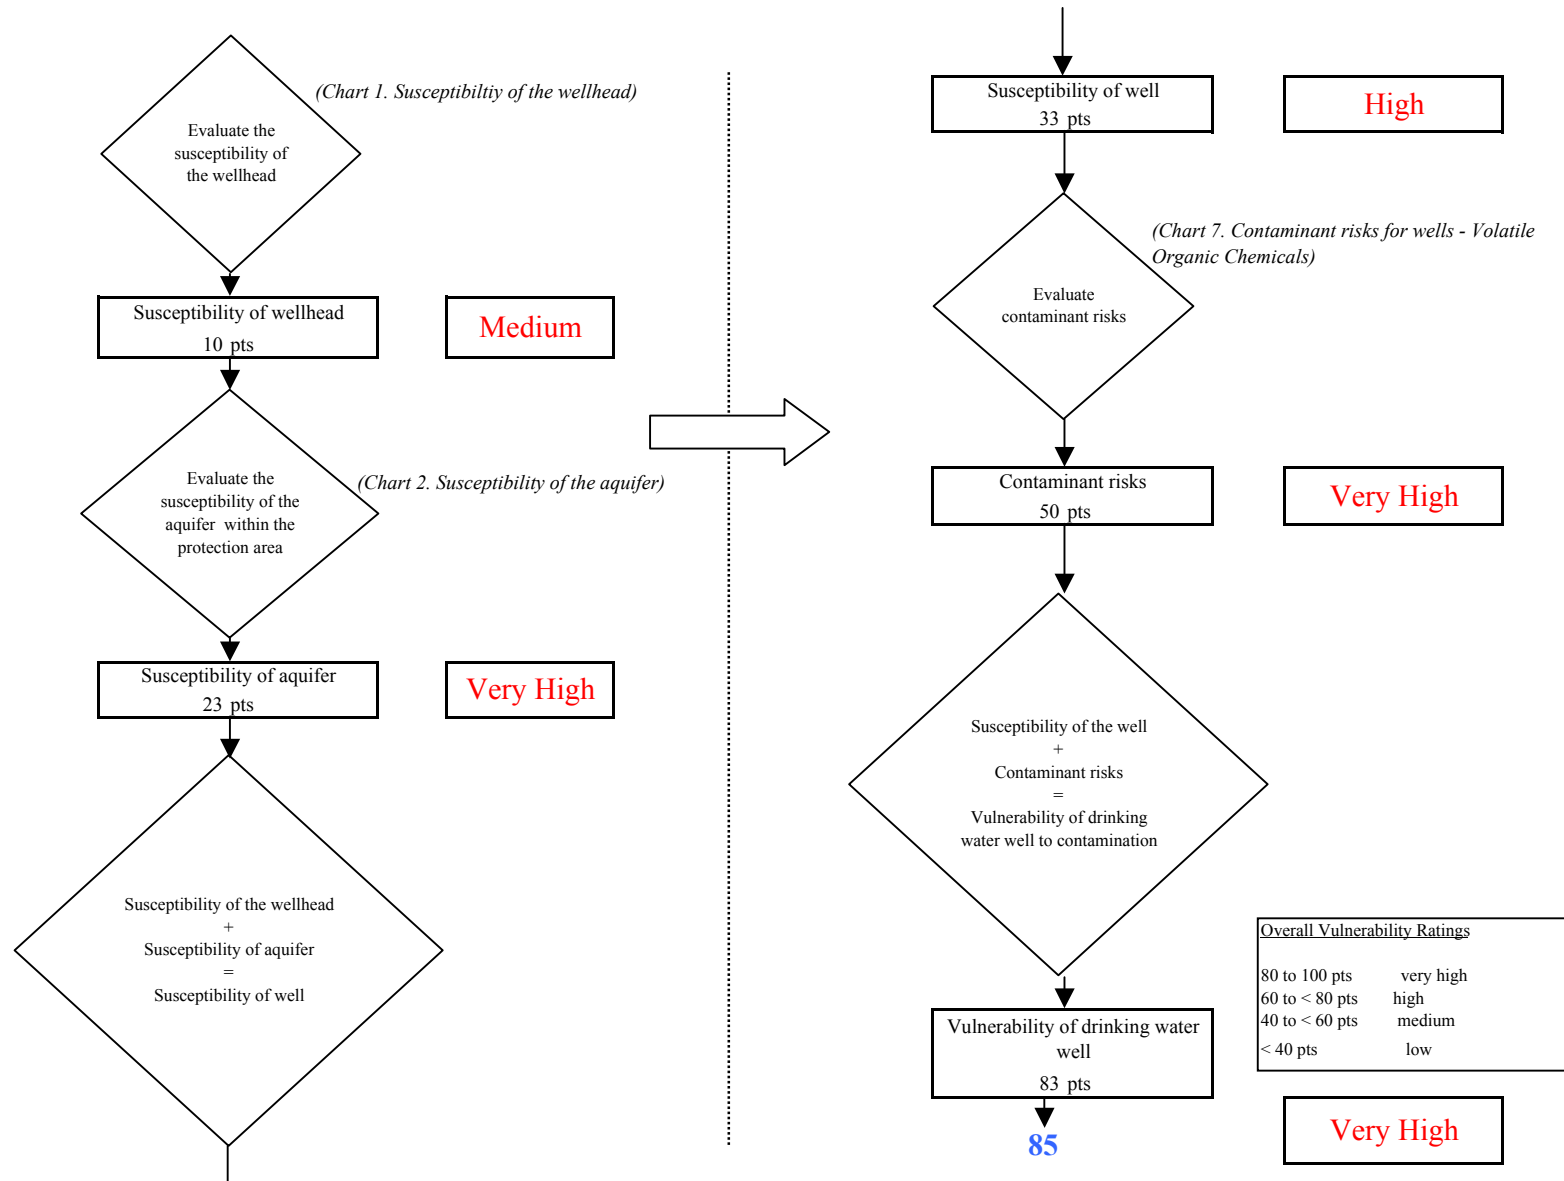 (Chart 1. Susceptibiltiy of the wellhead)
Evaluate the
susceptibility of
the wellhead
Susceptibility of wellhead
10 pts
Medium
Evaluate the
susceptibility of the
aquifer within the
protection area
(Chart 2. Susceptibility of the aquifer)
Susceptibility of aquifer
23 pts
Very High
Susceptibility of the wellhead
+
Susceptibility of aquifer
=
Susceptibility of well
Susceptibility of well
33 pts
High
(Chart 7. Contaminant risks for wells - Volatile
Organic Chemicals)
Evaluate
contaminant risks
Contaminant risks
50 pts
Very High
Susceptibility of the well
+
Contaminant risks
=
Vulnerability of drinking
water well to contamination
Overall Vulnerability Ratings
80 to 100 pts very high
60 to < 80 pts high
40 to < 60 pts medium
< 40 pts low
Vulnerability of drinking water
well
83 pts
85
Very High